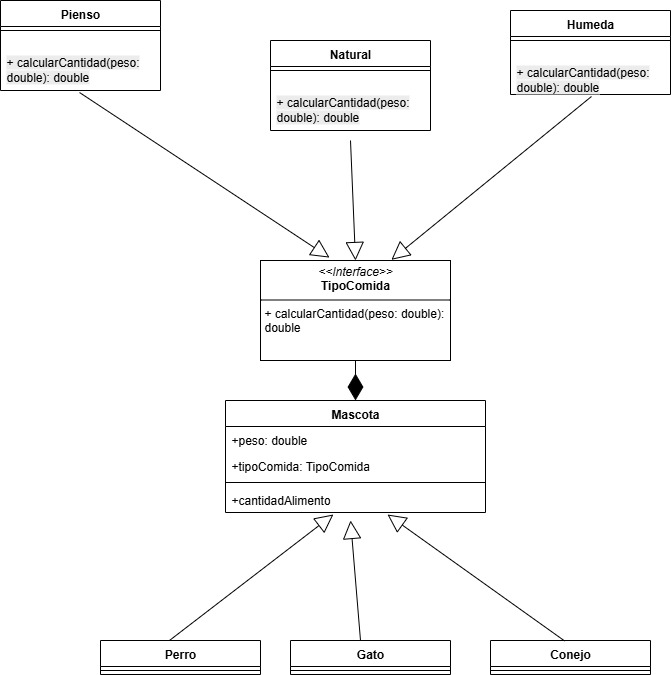 Pienso
+ calcularCantidad(peso:
double): double
Natural
+ calcularCantidad(peso:
double): double
Humeda
+ calcularCantidad(peso:
double): double
<<Interface>>
TipoComida
+ calcularCantidad(peso: double):
double
Mascota
+peso: double
+tipoComida: TipoComida
+cantidadAlimento
Perro
Gato
Conejo